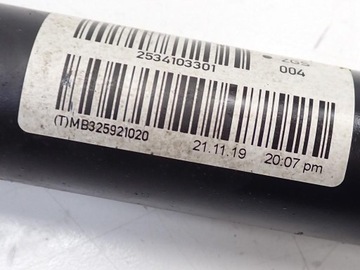 ZGS
2534103301
004
(T)MB325921020
21.11.19 20:07 pm